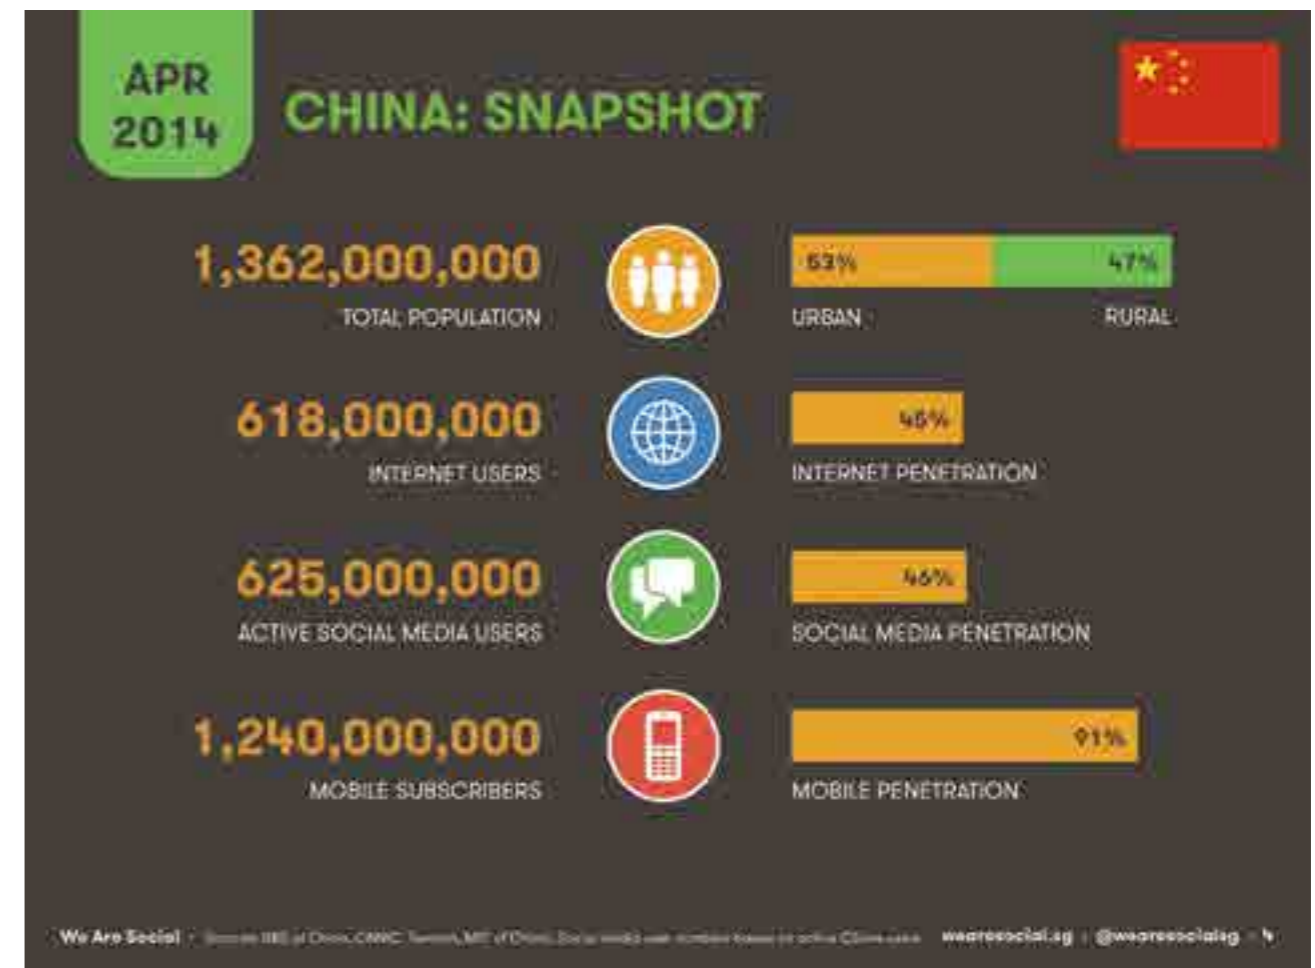 APR
2014
CHINA: SNAPSHOT
1,362,000,000
TOTAL POPULATION
53% 47%
URBAN RURAL
618,000,000
INTERNET USERS
45%
INTERNET PENETRATION
625,000,000
ACTIVE SOCIAL MEDIA USERS
46%
SOCIAL MEDIA PENETRATION
1,240,000,000
MOBILE SUBSCRIBERS
91%
MOBILE PENETRATION
We Are Social · wearesocial.sg · @wearesocialsg · 4